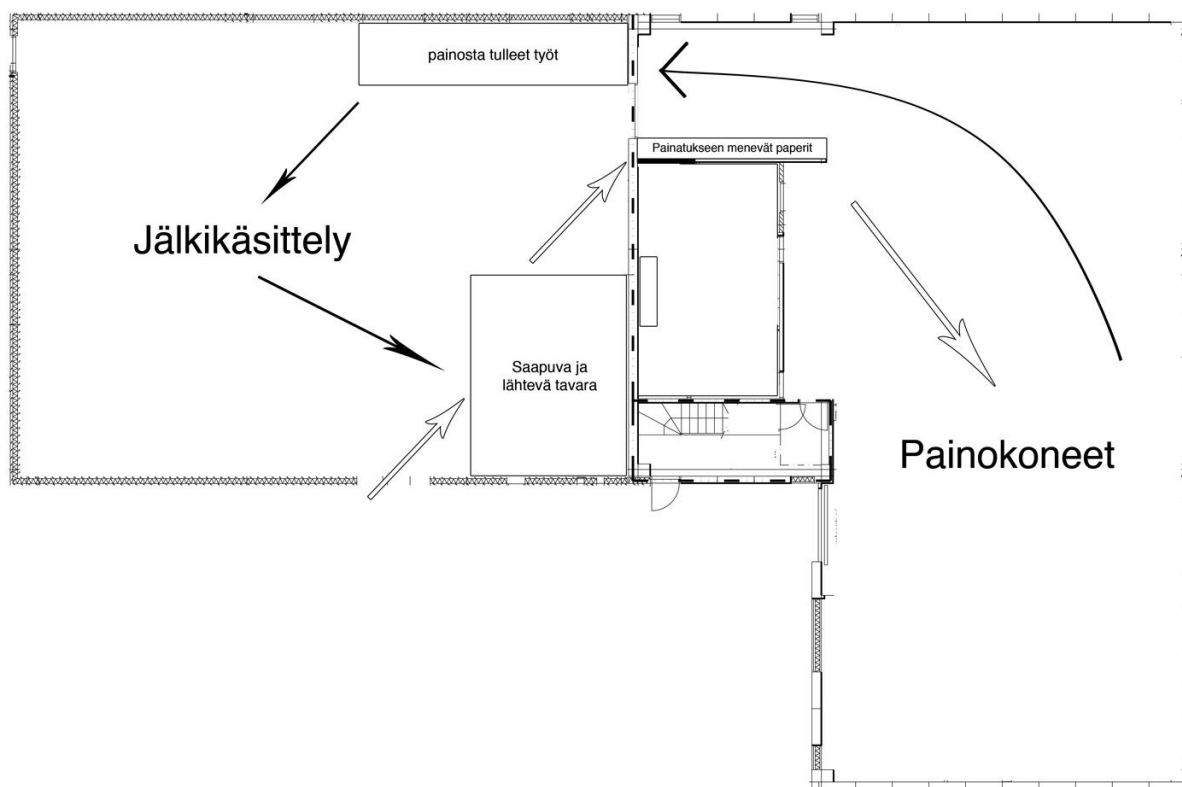 painosta tulleet työt
Painatukseen menevät paperit
Jälkikäsittely
Saapuva ja
lähtevä tavara
Painokoneet